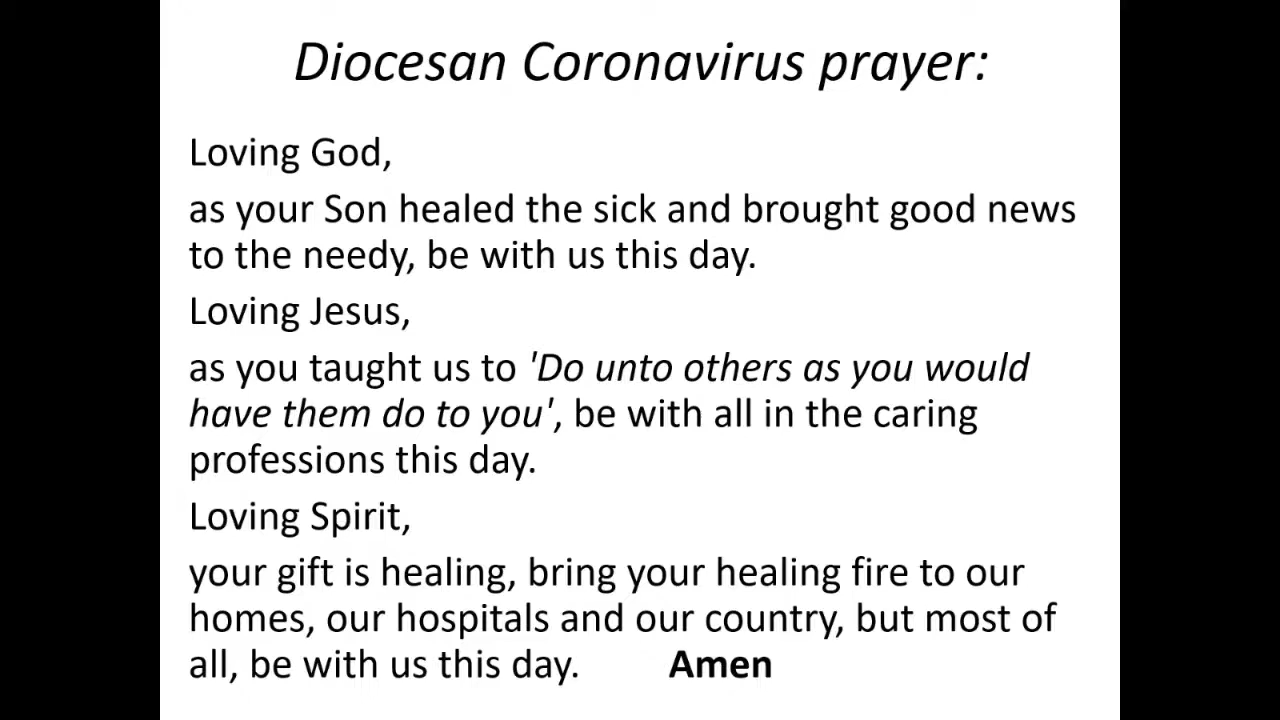 Diocesan Coronavirus prayer:
Loving God,
as your Son healed the sick and brought good news
to the needy, be with us this day.
Loving Jesus,
as you taught us to 'Do unto others as you would
have them do to you', be with all in the caring
professions this day.
Loving Spirit,
your gift is healing, bring your healing fire to our
homes, our hospitals and our country, but most of
all, be with us this day. Amen